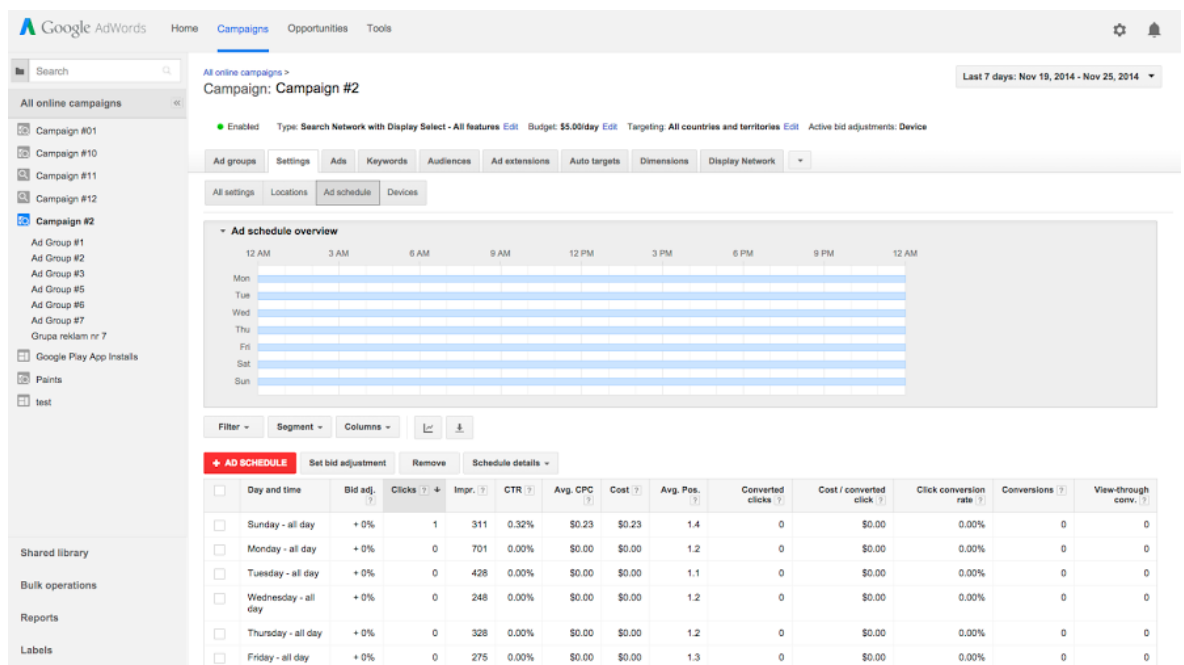 Google AdWords Home Campaigns Opportunities Tools
Search
All online campaigns «
Campaign #01
Campaign #10
Campaign #11
Campaign #12
Campaign #2
Ad Group #1
Ad Group #2
Ad Group #3
Ad Group #5
Ad Group #6
Ad Group #7
Grupa reklam nr 7
Google Play App Installs
Paints
test
Shared library
Bulk operations
Reports
Labels
All online campaigns >
Campaign: Campaign #2
Last 7 days: Nov 19, 2014 - Nov 25, 2014
Enabled Type: Search Network with Display Select - All features Edit Budget: $5.00/day Edit Targeting: All countries and territories Edit Active bid adjustments: Device
Ad groups Settings Ads Keywords Audiences Ad extensions Auto targets Dimensions Display Network
All settings Locations Ad schedule Devices
Ad schedule overview
12 AM 3 AM 6 AM 9 AM 12 PM 3 PM 6 PM 9 PM 12 AM
Mon
Tue
Wed
Thu
Fri
Sat
Sun
Filter Segment Columns
+ AD SCHEDULE Set bid adjustment Remove Schedule details
Day and time Bid adj. ? Clicks ? Impr. ? CTR ? Avg. CPC ? Cost ? Avg. Pos. ? Converted clicks ? Cost / converted click ? Click conversion rate ? Conversions ? View-through conv. ?
Sunday - all day + 0% 1 311 0.32% $0.23 $0.23 1.4 0 $0.00 0.00% 0 0
Monday - all day + 0% 0 701 0.00% $0.00 $0.00 1.2 0 $0.00 0.00% 0 0
Tuesday - all day + 0% 0 428 0.00% $0.00 $0.00 1.1 0 $0.00 0.00% 0 0
Wednesday - all day + 0% 0 248 0.00% $0.00 $0.00 1.2 0 $0.00 0.00% 0 0
Thursday - all day + 0% 0 328 0.00% $0.00 $0.00 1.2 0 $0.00 0.00% 0 0
Friday - all day + 0% 0 275 0.00% $0.00 $0.00 1.3 0 $0.00 0.00% 0 0